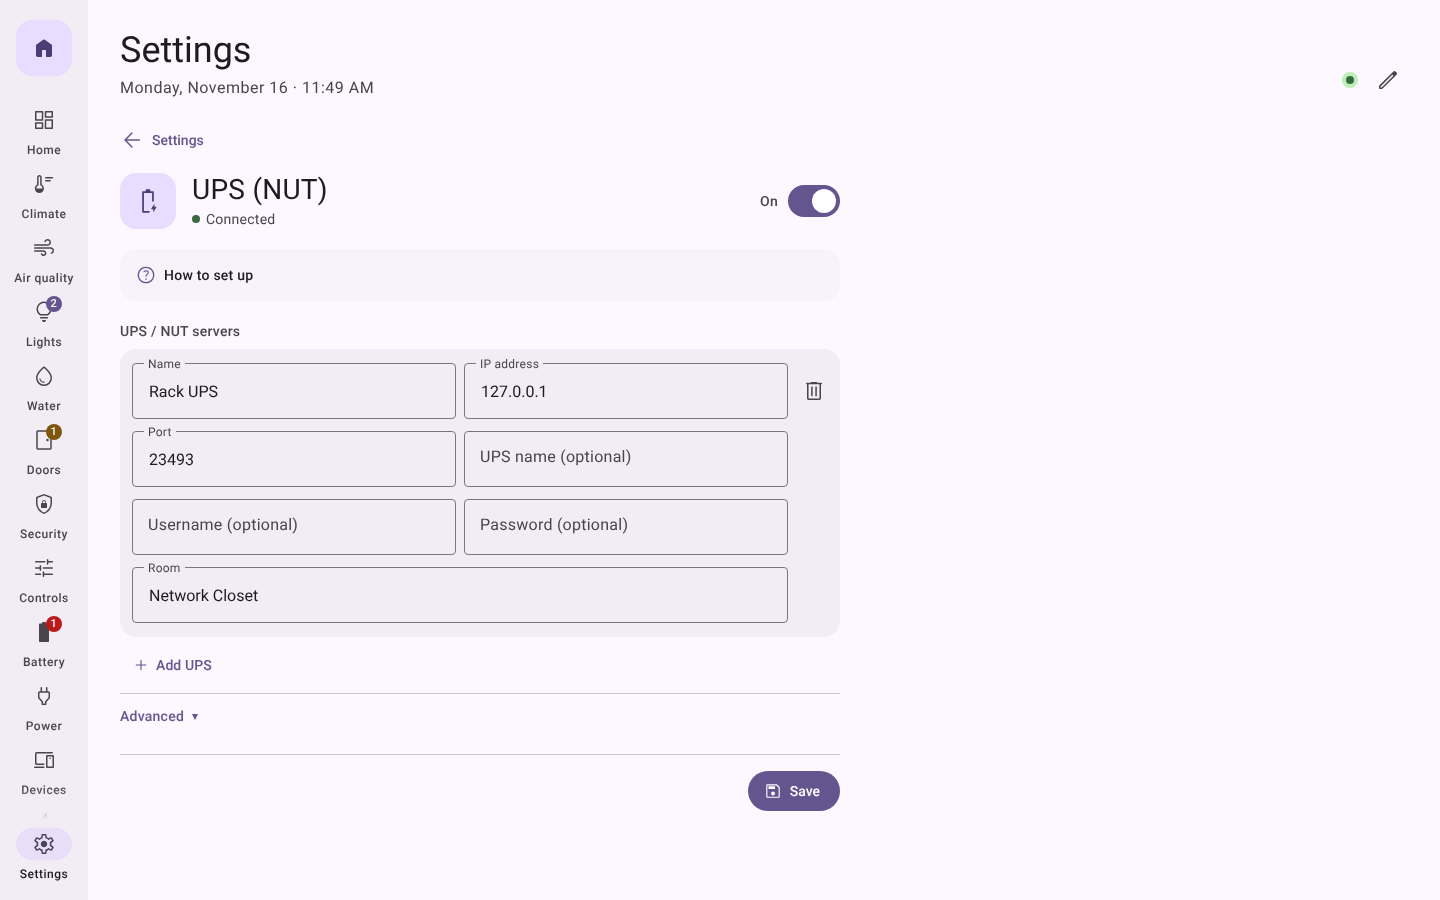 Settings
Monday, November 16 · 11:49 AM
Settings
UPS (NUT)
Connected
On
How to set up
UPS / NUT servers
Name
Rack UPS
IP address
127.0.0.1
Port
23493
UPS name (optional)
Username (optional)
Password (optional)
Room
Network Closet
Add UPS
Advanced
Save
Home
Climate
Air quality
2
Lights
Water
1
Doors
Security
Controls
1
Battery
Power
Devices
Settings